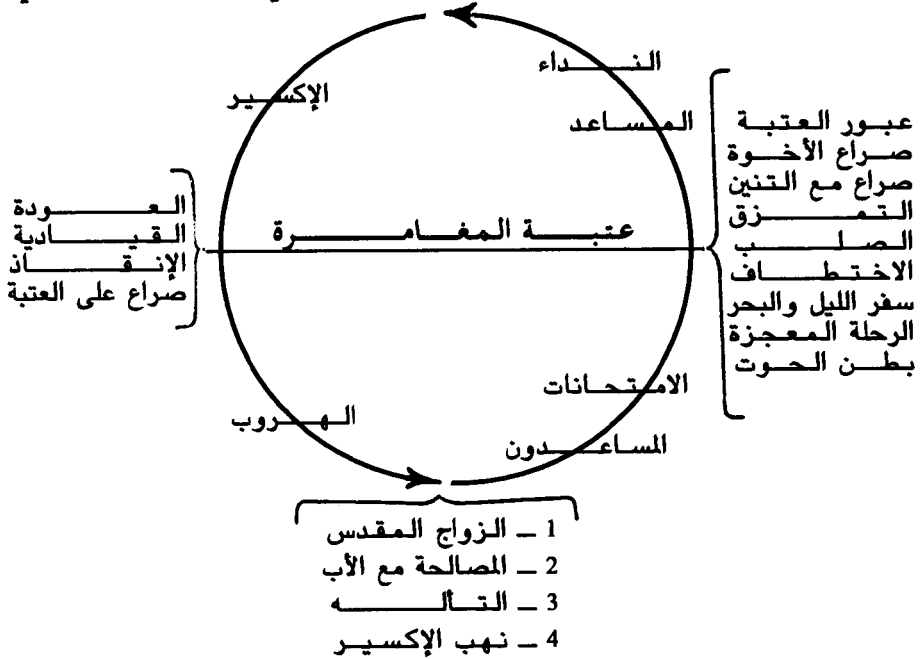 النداء
المساعد
عبور العتبة
صراع الأخوة
صراع مع التنين
التمزق
الصلب
الاختطاف
سفر الليل والبحر
الرحلة المعجزة
بطن الحوت
عتبة المغامرة
الامتحانات
المساعدون
1 ـ الزواج المقدس
2 ـ المصالحة مع الأب
3 ـ التألـه
4 ـ نهب الإكسير
الهروب
العودة
القيادية
الإنقاذ
صراع على العتبة
الإكسير